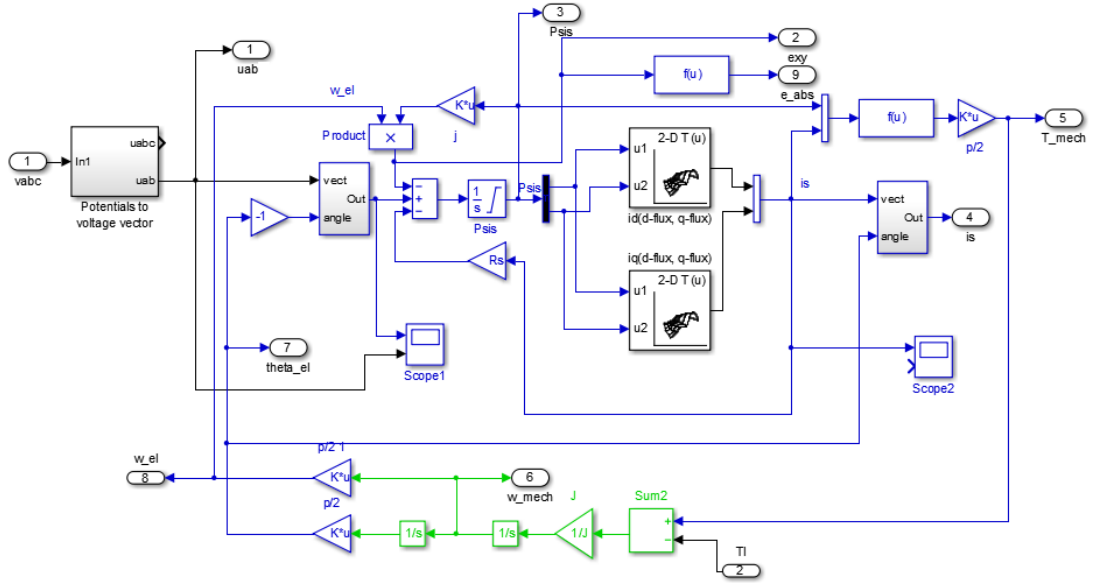 3
Psis
1
uab
2
exy
f(u)
9
e_abs
w_el
K*u
j
Product
×
f(u)
K*u
p/2
5
T_mech
1
vabc
In1
uabc
uab
Potentials to
voltage vector
vect
Out
angle
-1
−
+
−
1
s
Psis
Psis
u1
2-D T(u)
u2
id(d-flux, q-flux)
is
vect
Out
angle
4
is
Rs
iq(d-flux, q-flux)
u1
2-D T(u)
u2
7
theta_el
Scope1
Scope2
p/2 1
w_el
8
K*u
6
w_mech
p/2
K*u
1/s
1/s
J
1/J
Sum2
+
−
Tl
2